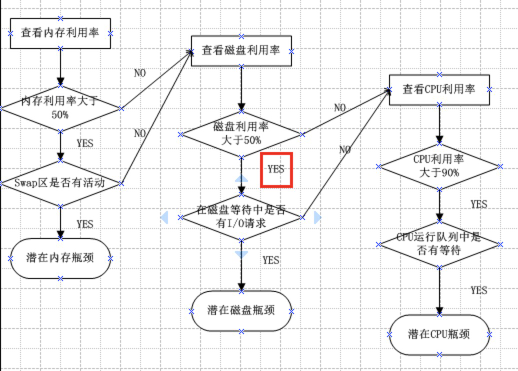 查看内存利用率
内存利用率大于
50%
NO
YES
Swap区是否有活动
NO
YES
潜在内存瓶颈
查看磁盘利用率
磁盘利用率
大于50%
NO
YES
在磁盘等待中是否
有I/O请求
NO
YES
潜在磁盘瓶颈
查看CPU利用率
CPU利用率
大于90%
YES
CPU运行队列中是
否有等待
YES
潜在CPU瓶颈